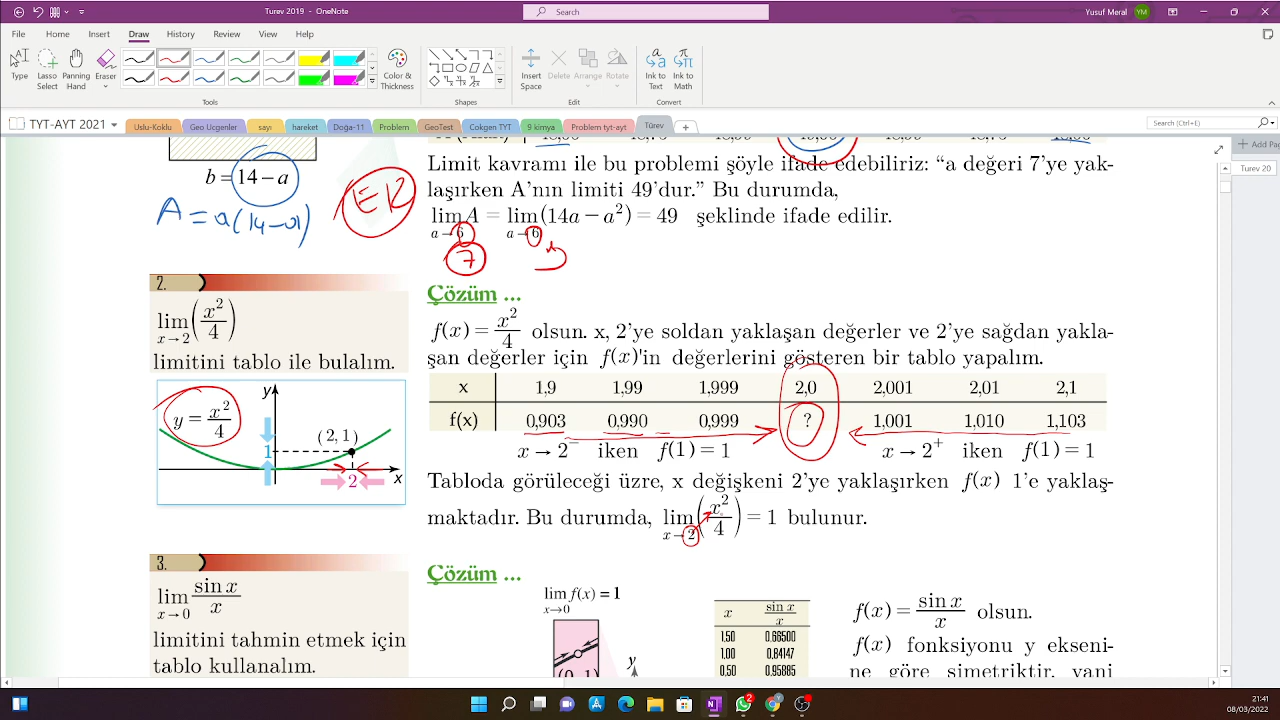 Turev 2019 - OneNote
Search
Yusuf Meral
YM
File Home Insert Draw History Review View Help
Type
Lasso Select
Panning Hand
Eraser
Color & Thickness
Insert Space
Delete
Arrange
Rotate
Ink to Text
Ink to Math
Tools
Shapes
Edit
Convert
TYT-AYT 2021
Uslu-Koklu
Geo Ucgenler
sayı
hareket
Doğa-11
Problem
GeoTest
Cokgen TYT
9 kimya
Problem tyt-ayt
Türev
Search (Ctrl+E)
Add Pag
Turev 20
b = 14 − a
A = a(14-a)
Limit kavramı ile bu problemi şöyle ifade edebiliriz: “a değeri 7’ye yak-
laşırken A’nın limiti 49’dur.” Bu durumda,
lim A = lim (14a − a²) = 49 şeklinde ifade edilir.
a→6 a→6
7
2.
lim (x²/4)
x→2
limitini tablo ile bulalım.
y
y = x²/4
(2, 1)
1
2
x
Çözüm ...
f(x) = x²/4 olsun. x, 2’ye soldan yaklaşan değerler ve 2’ye sağdan yakla-
şan değerler için f(x)'in değerlerini gösteren bir tablo yapalım.
x 1,9 1,99 1,999 2,0 2,001 2,01 2,1
f(x) 0,903 0,990 0,999 ? 1,001 1,010 1,103
x → 2⁻ iken f(1) = 1 x → 2⁺ iken f(1) = 1
Tabloda görüleceği üzre, x değişkeni 2’ye yaklaşırken f(x) 1’e yaklaş-
maktadır. Bu durumda, lim (x²/4) = 1 bulunur.
x→2
3.
lim sin x / x
x→0
limitini tahmin etmek için
tablo kullanalım.
Çözüm ...
lim f(x) = 1
x→0
(0, 1)
y
x sin x / x
1.50 0.66500
1.00 0.84147
0.50 0.95885
f(x) = sin x / x olsun.
f(x) fonksiyonu y ekseni-
ne göre simetriktir, yani
2
21:41
08/03/2022